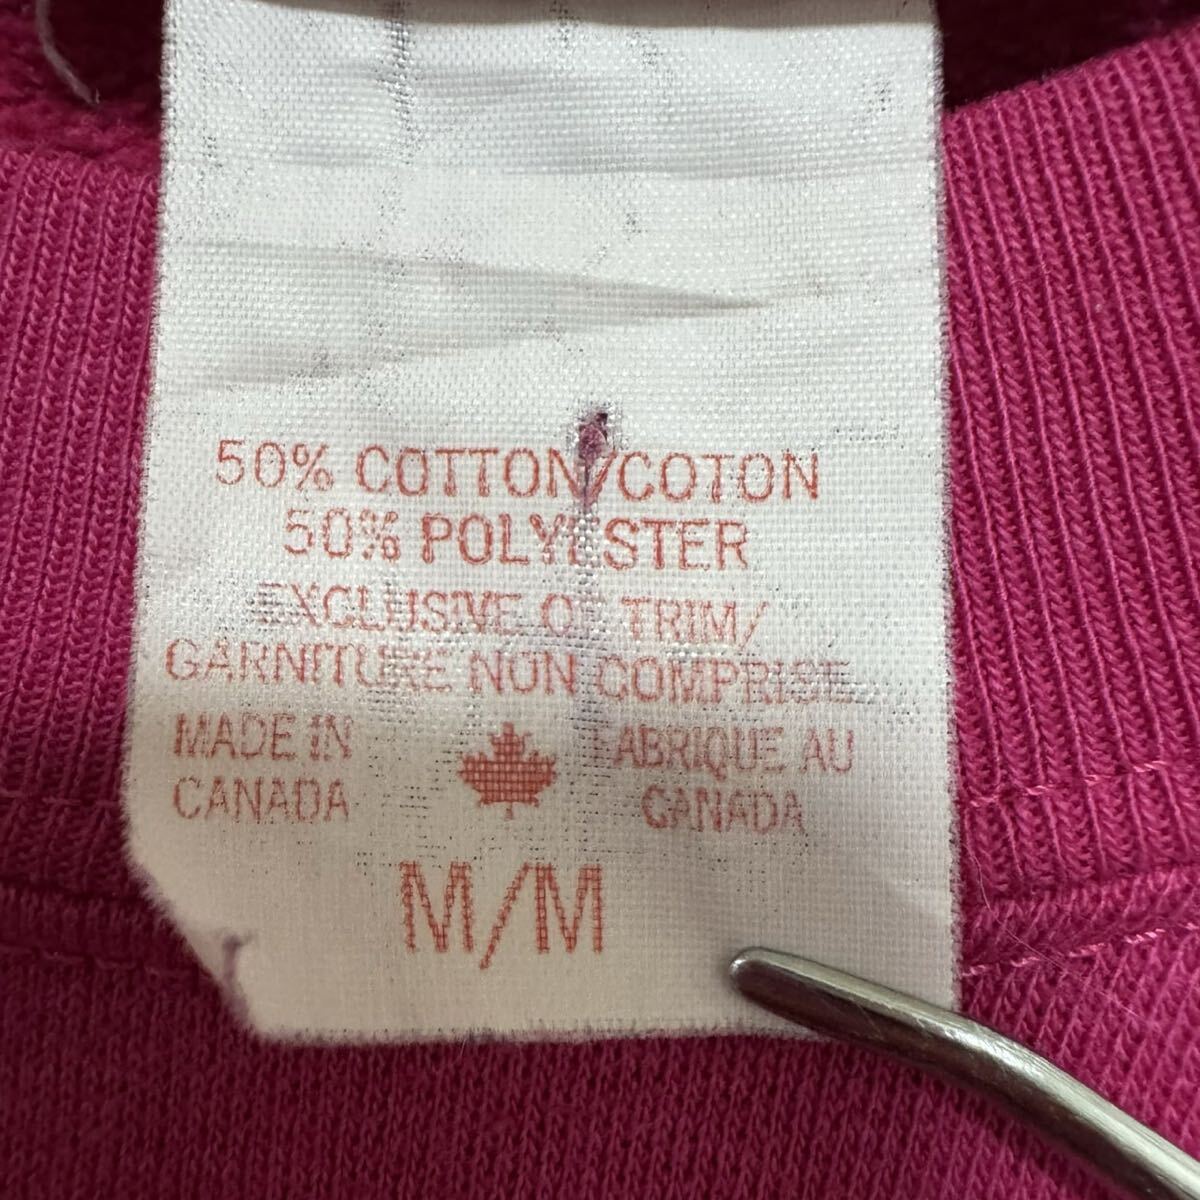 50% COTTON/COTON
50% POLYESTER
EXCLUSIVE OF TRIM/
GARNITURE NON COMPRISE
MADE IN
CANADA
FABRIQUE AU
CANADA
M/M